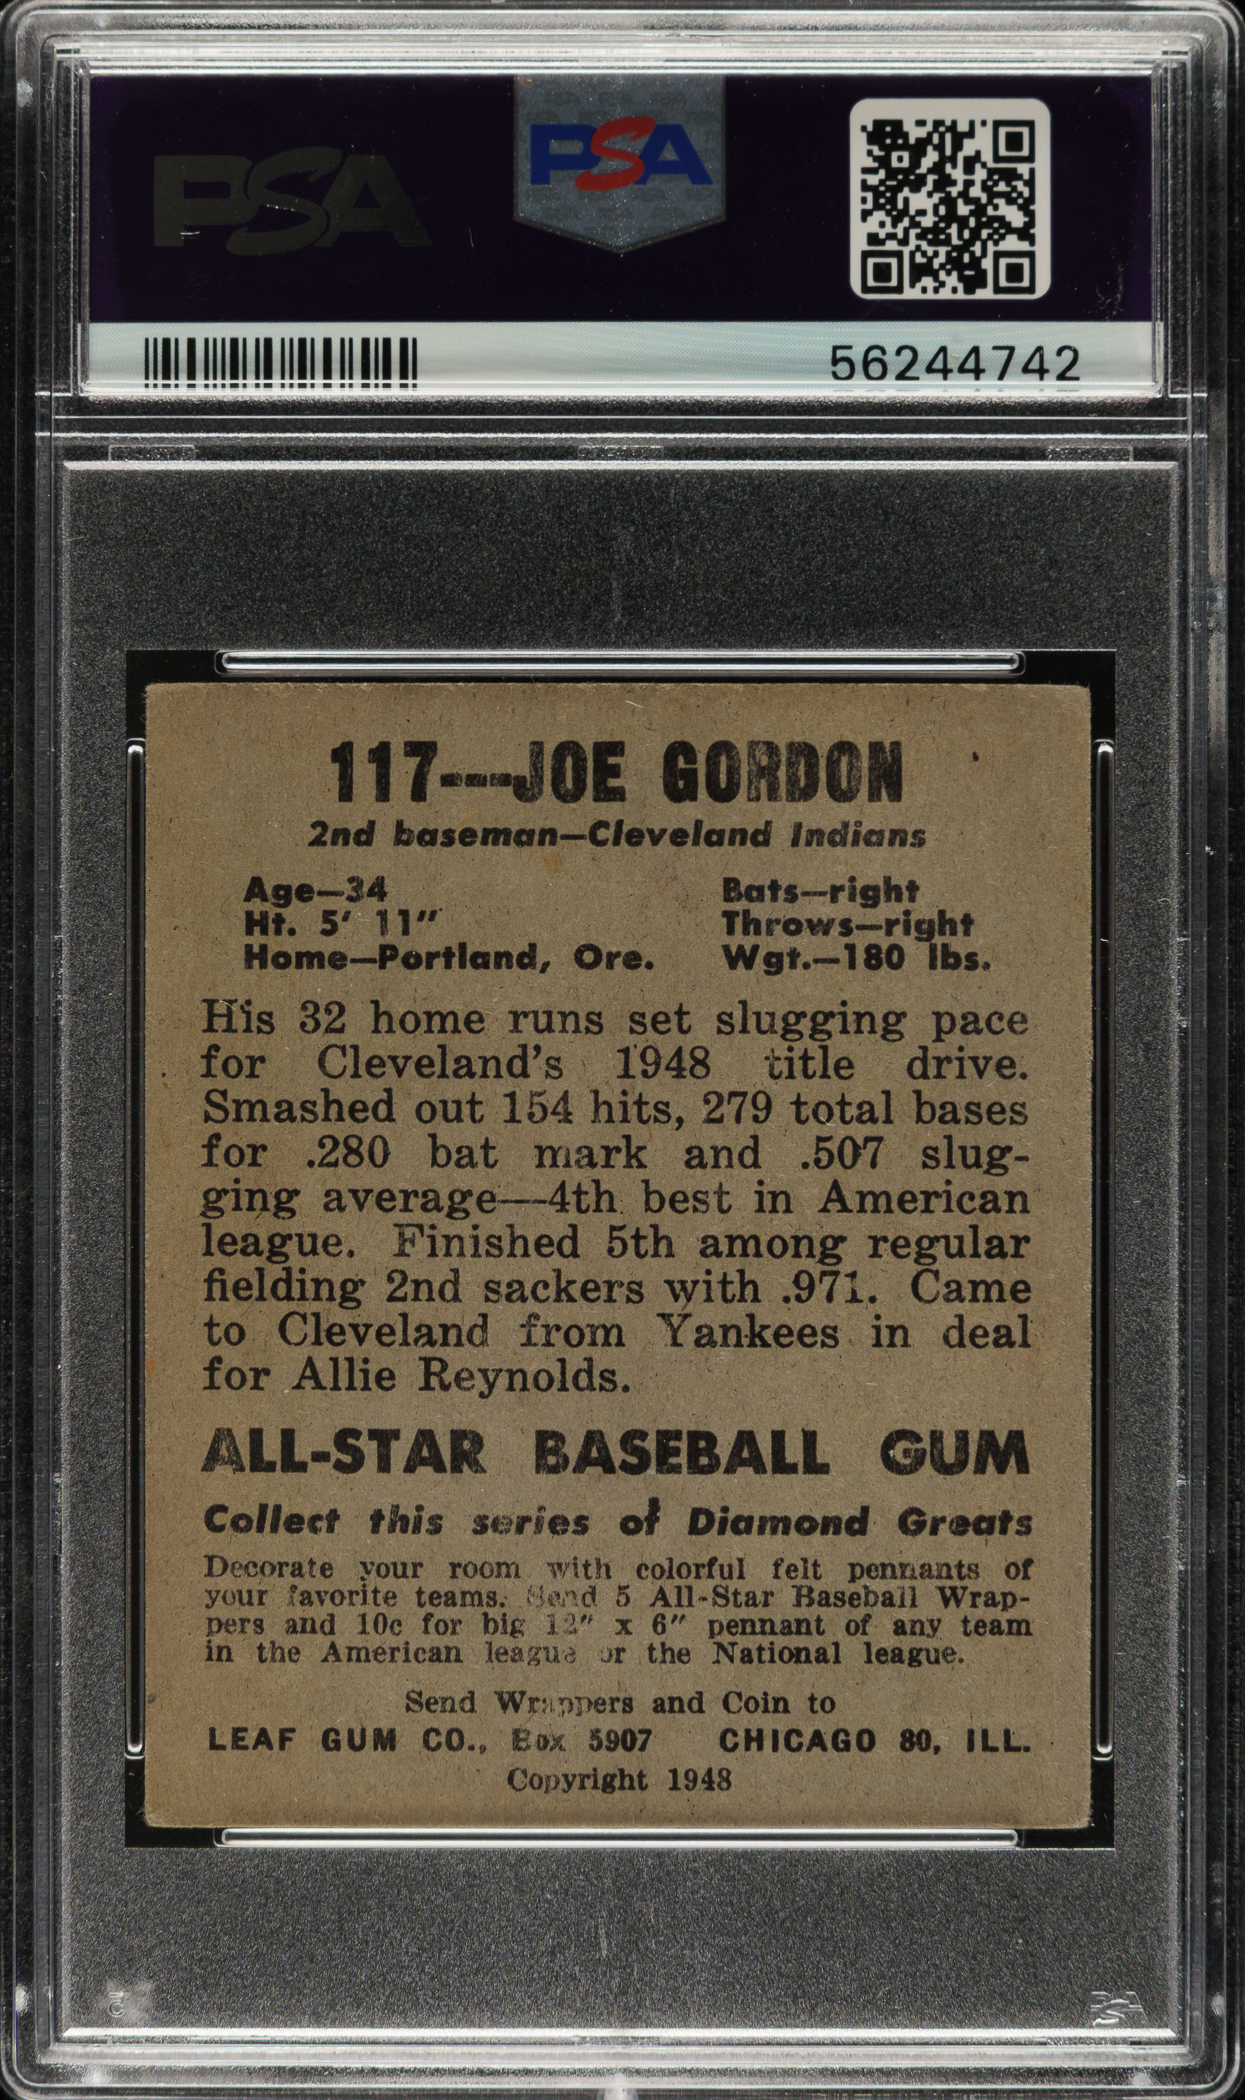 PSA
PSA
56244742
117---JOE GORDON
2nd baseman—Cleveland Indians
Age—34 Bats—right
Ht. 5' 11" Throws—right
Home—Portland, Ore. Wgt.—180 lbs.
His 32 home runs set slugging pace
for Cleveland's 1948 title drive.
Smashed out 154 hits, 279 total bases
for .280 bat mark and .507 slug-
ging average—4th best in American
league. Finished 5th among regular
fielding 2nd sackers with .971. Came
to Cleveland from Yankees in deal
for Allie Reynolds.
ALL-STAR BASEBALL GUM
Collect this series of Diamond Greats
Decorate your room with colorful felt pennants of
your favorite teams. Send 5 All-Star Baseball Wrap-
pers and 10c for big 12" x 6" pennant of any team
in the American league or the National league.
Send Wrappers and Coin to
LEAF GUM CO., Box 5907 CHICAGO 80, ILL.
Copyright 1948
PSA